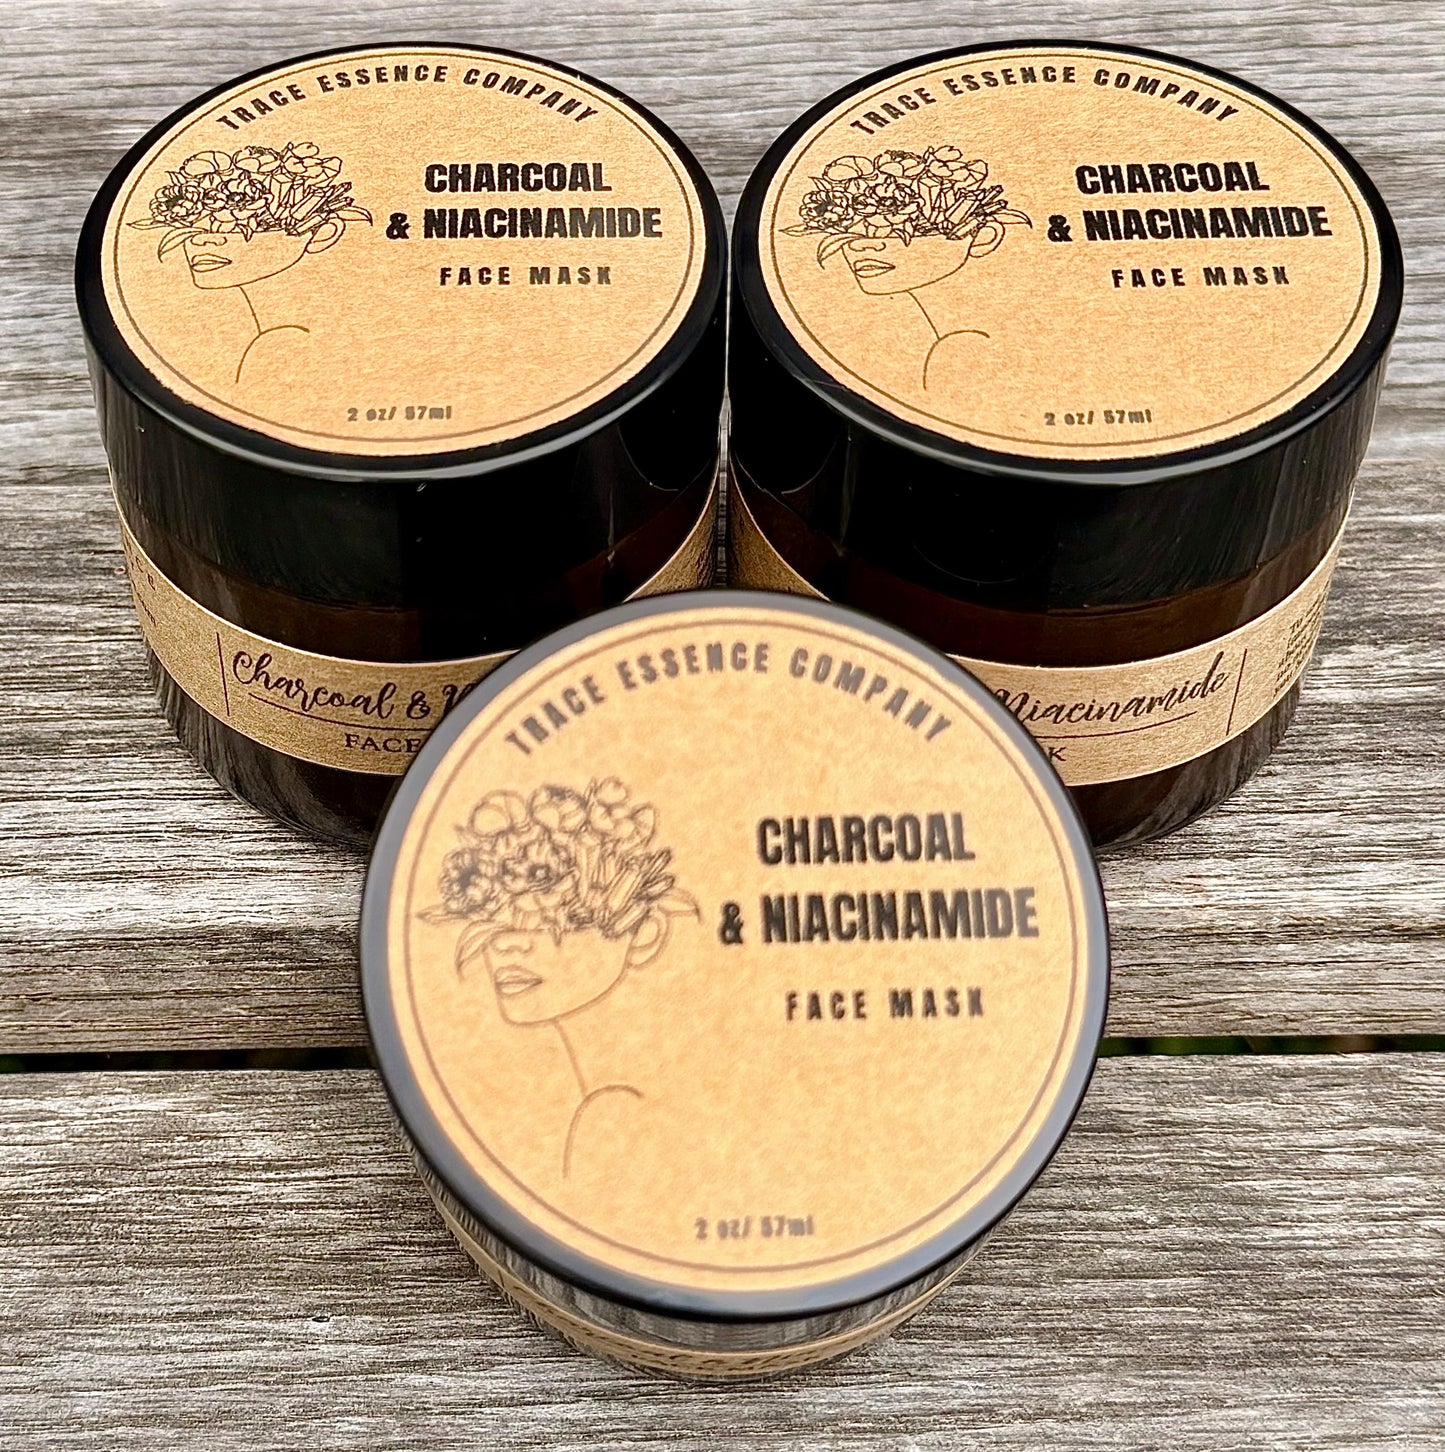 TRACE ESSENCE COMPANY
CHARCOAL
& NIACINAMIDE
FACE MASK
2 oz/ 57ml
TRACE ESSENCE COMPANY
CHARCOAL
& NIACINAMIDE
FACE MASK
2 oz/ 57ml
Charcoal &
FACE
Niacinamide
TRACE ESSENCE COMPANY
CHARCOAL
& NIACINAMIDE
FACE MASK
2 oz/ 57ml